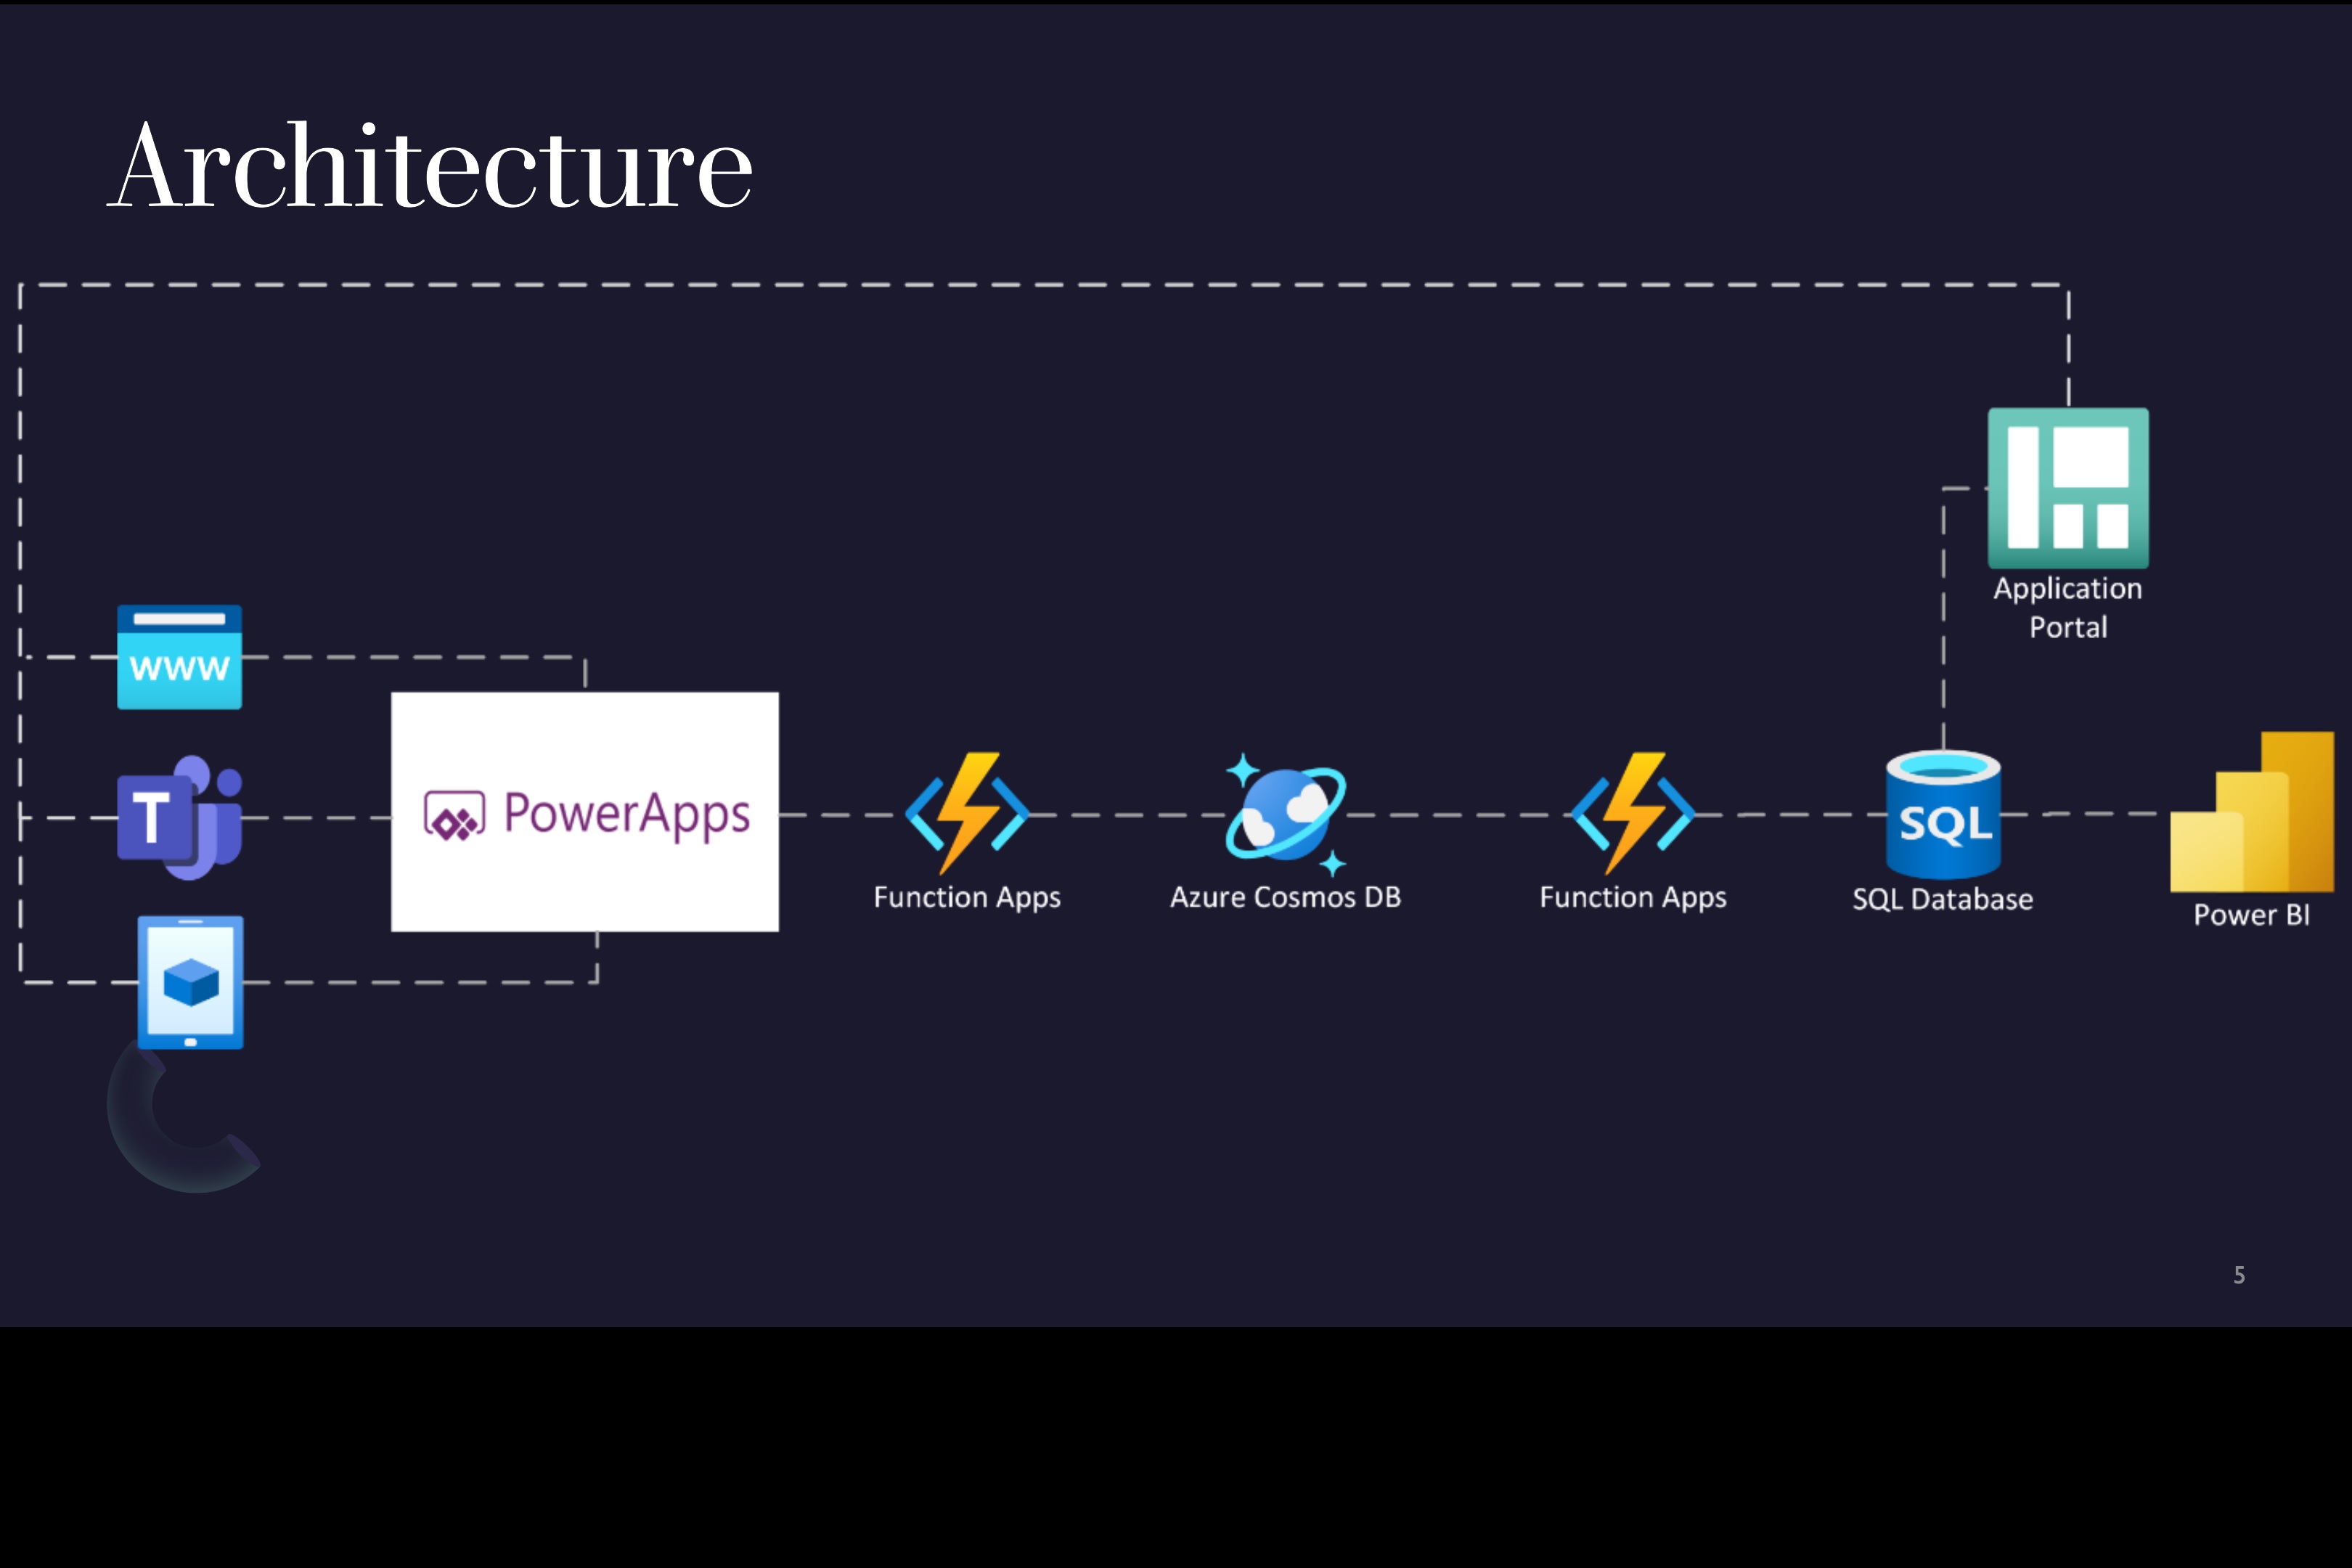 Architecture
Application
Portal
WWW
T
PowerApps
SQL
Function Apps
Azure Cosmos DB
Function Apps
SQL Database
Power BI
5